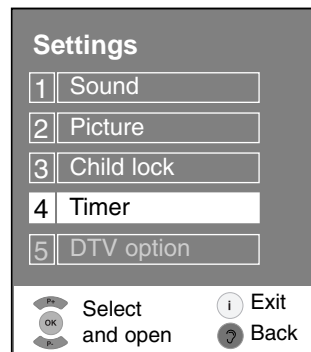 Settings
1 Sound
2 Picture
3 Child lock
4 Timer
5 DTV option
P+
OK
P-
Select
and open
i Exit
Back